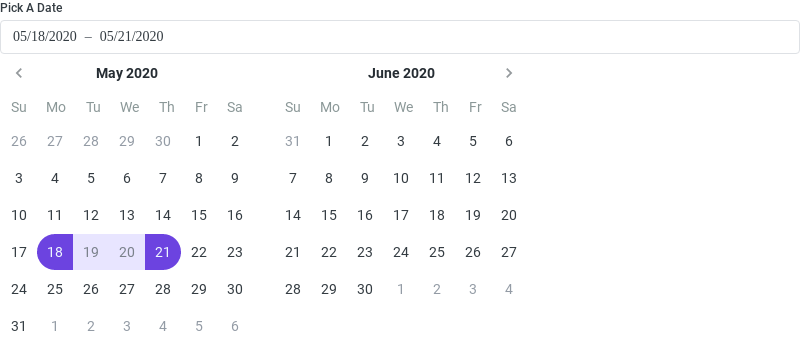 Pick A Date
05/18/2020 – 05/21/2020
May 2020
Su Mo Tu We Th Fr Sa
26 27 28 29 30 1 2
3 4 5 6 7 8 9
10 11 12 13 14 15 16
17 18 19 20 21 22 23
24 25 26 27 28 29 30
31 1 2 3 4 5 6
June 2020
Su Mo Tu We Th Fr Sa
31 1 2 3 4 5 6
7 8 9 10 11 12 13
14 15 16 17 18 19 20
21 22 23 24 25 26 27
28 29 30 1 2 3 4